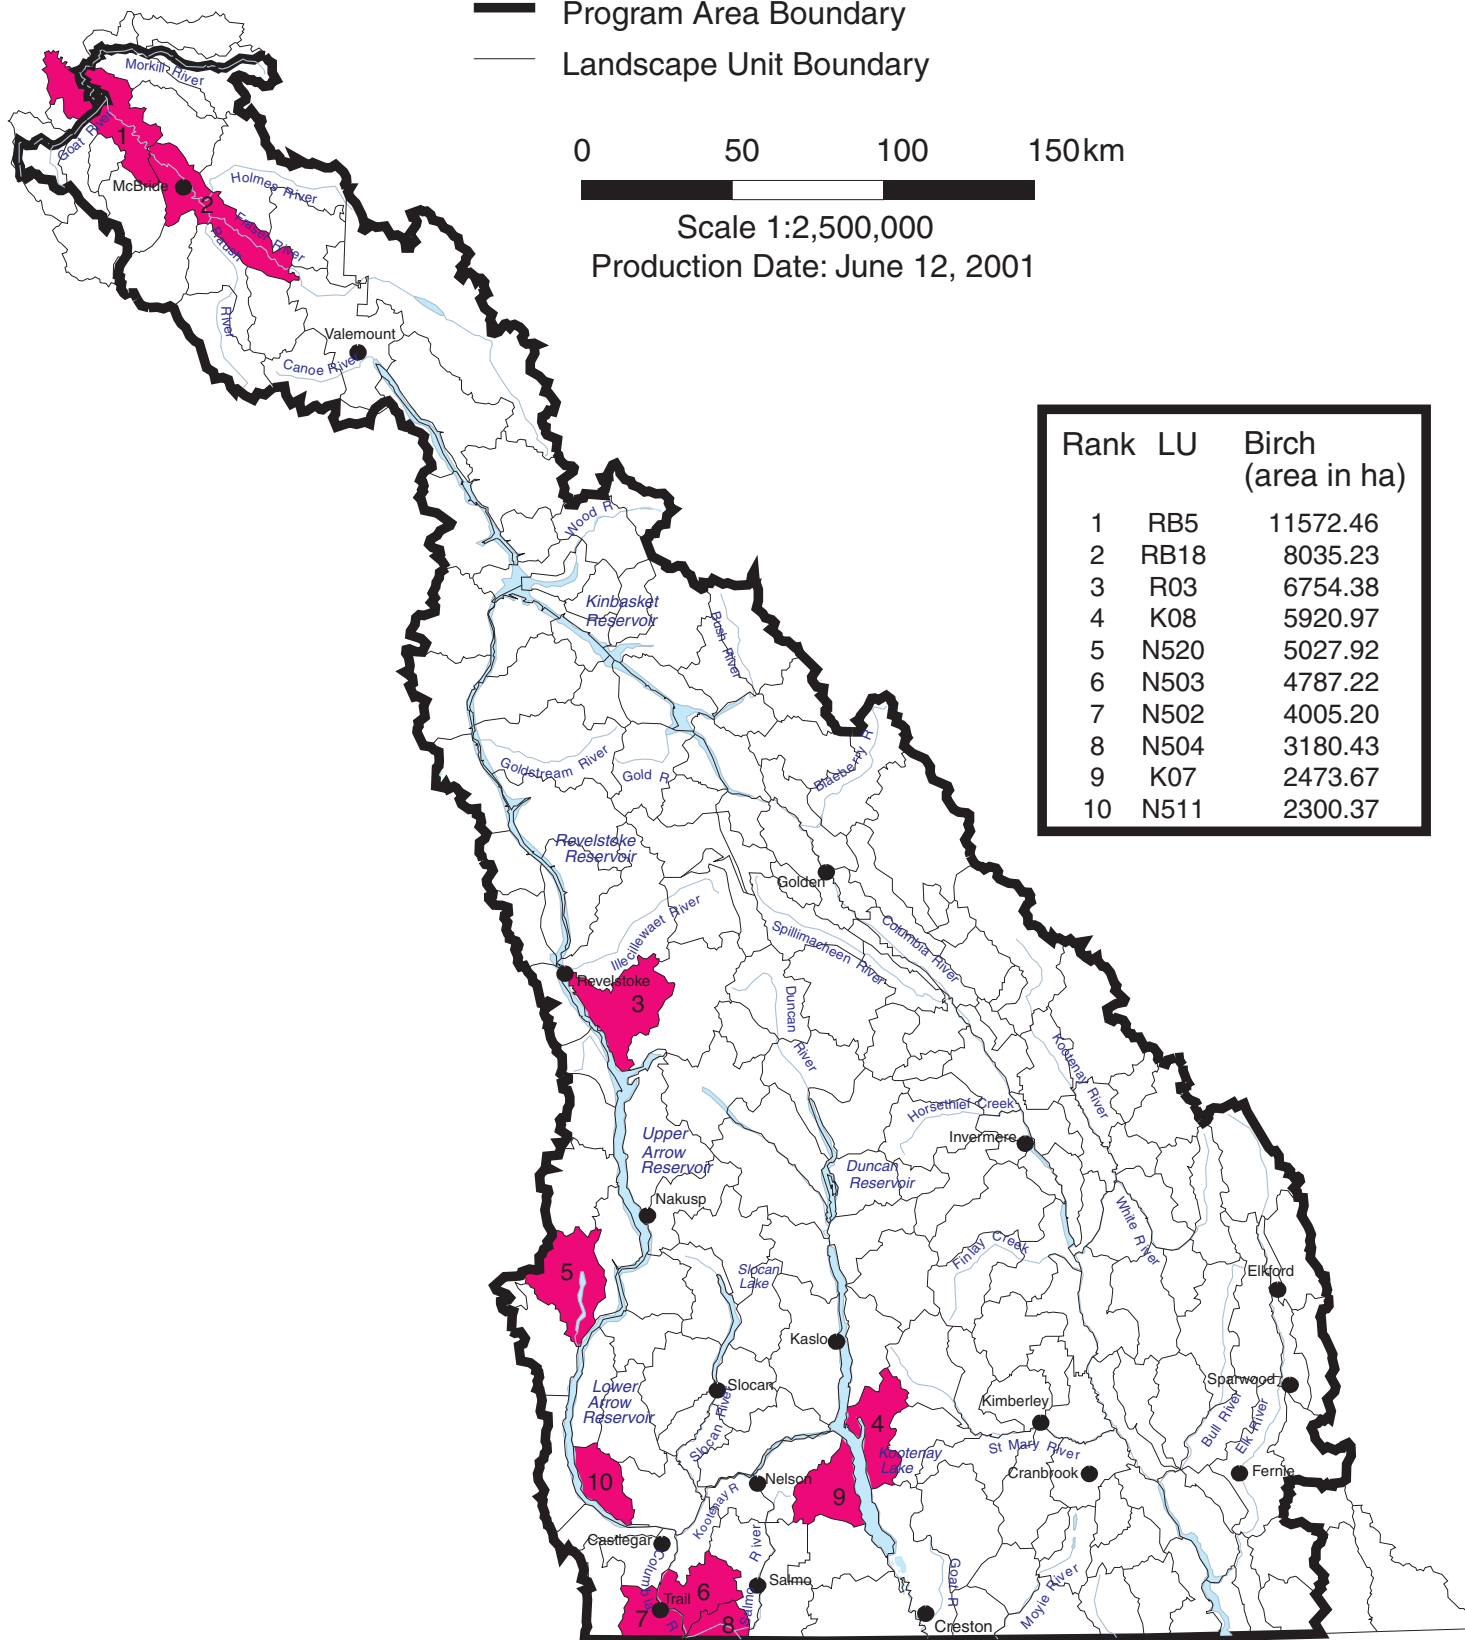 Program Area Boundary
Landscape Unit Boundary
0 50 100 150km
Scale 1:2,500,000
Production Date: June 12, 2001
Rank LU Birch
(area in ha)
1 RB5 11572.46
2 RB18 8035.23
3 R03 6754.38
4 K08 5920.97
5 N520 5027.92
6 N503 4787.22
7 N502 4005.20
8 N504 3180.43
9 K07 2473.67
10 N511 2300.37
Morkill River
Goat River
1
McBride
2
Holmes River
Fraser River
Raush
River
Valemount
Canoe River
Wood R
Kinbasket
Reservoir
Bush River
Goldstream River
Gold R
Blaeberry R
Revelstoke
Reservoir
Golden
Illecillewaet River
Spillimacheen River
Columbia River
Revelstoke
3
Duncan
River
Kootenay River
Horsethief Creek
Invermere
Upper
Arrow
Reservoir
Duncan
Reservoir
Nakusp
White River
Finlay Creek
5
Slocan
Lake
Elkford
Kaslo
Lower
Arrow
Reservoir
Slocan
Slocan River
Sparwood
Kimberley
Bull River
Elk River
4
Kootenay
Lake
St Mary River
Cranbrook
Fernie
10
Nelson
9
Kootenay R
Castlegar
Columbia
R
Salmo
River
Salmo
Trail
6
7
8
Goat R
Moyie River
Creston